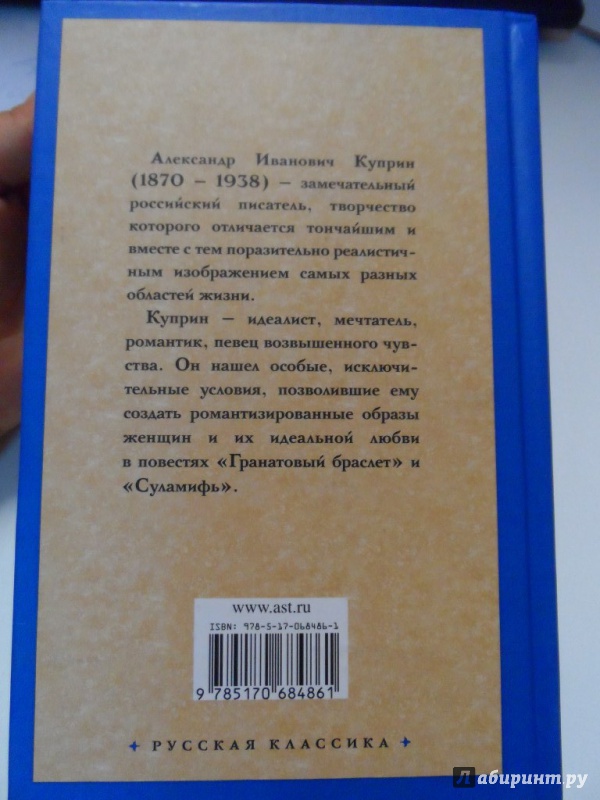 Александр Иванович Куприн
(1870 – 1938) – замечательный
российский писатель, творчество
которого отличается тончайшим и
вместе с тем поразительно реалистич-
ным изображением самых разных
областей жизни.
Куприн – идеалист, мечтатель,
романтик, певец возвышенного чув-
ства. Он нашел особые, исключи-
тельные условия, позволившие ему
создать романтизированные образы
женщин и их идеальной любви
в повестях «Гранатовый браслет» и
«Суламифь».
www.ast.ru
ISBN: 978-5-17-068486-1
9 785170 684861
РУССКАЯ КЛАССИКА
Лабиринт.ру